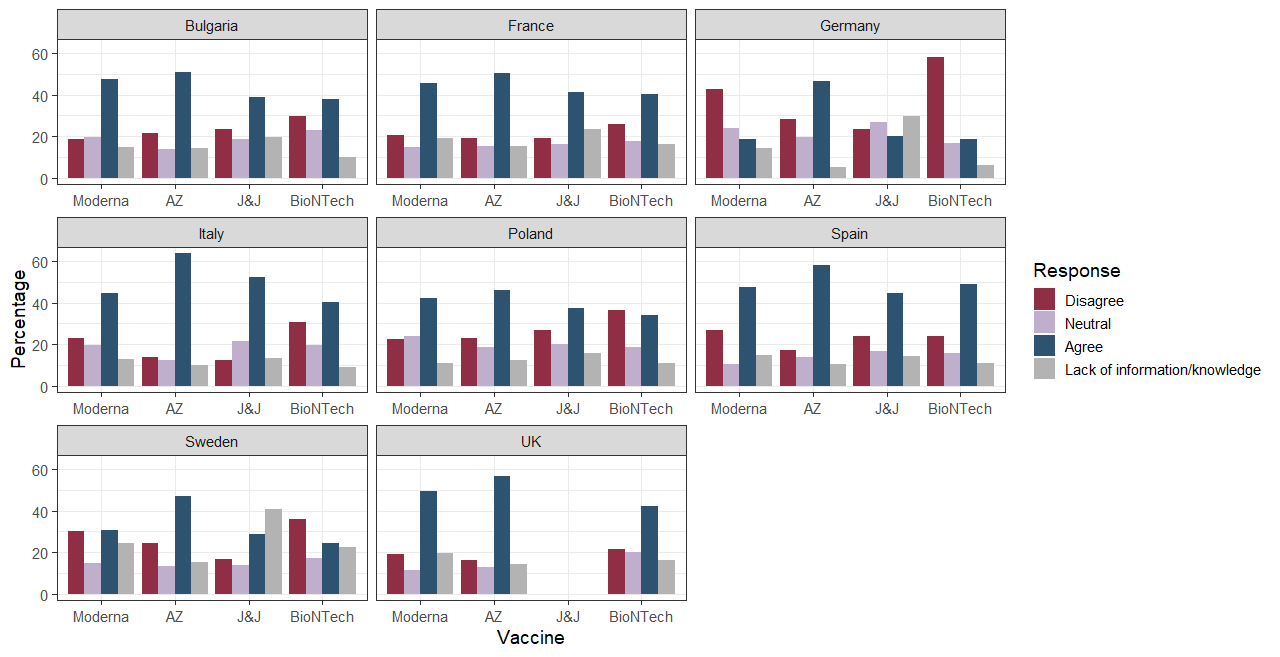 Bulgaria France Germany
60
40
20
0
Moderna AZ J&J BioNTech Moderna AZ J&J BioNTech Moderna AZ J&J BioNTech
Italy Poland Spain
60
40
20
0
Moderna AZ J&J BioNTech Moderna AZ J&J BioNTech Moderna AZ J&J BioNTech
Sweden UK
60
40
20
0
Moderna AZ J&J BioNTech Moderna AZ J&J BioNTech
Percentage
Vaccine
Response
Disagree
Neutral
Agree
Lack of information/knowledge